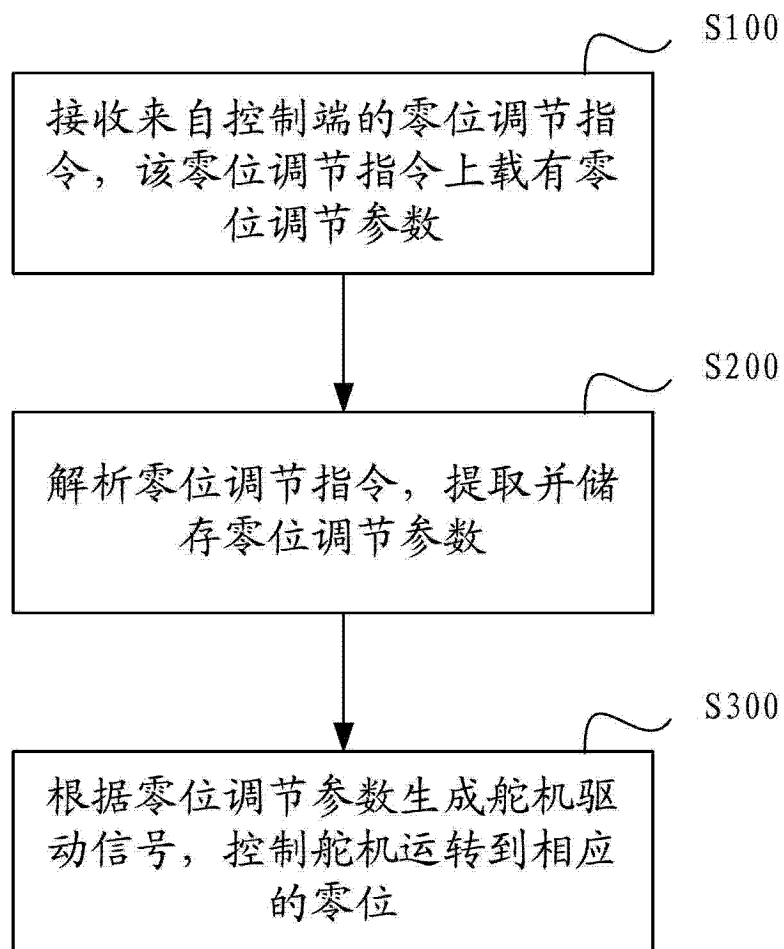 S100
接收来自控制端的零位调节指
令，该零位调节指令上载有零
位调节参数
S200
解析零位调节指令，提取并储
存零位调节参数
S300
根据零位调节参数生成舵机驱
动信号，控制舵机运转到相应
的零位